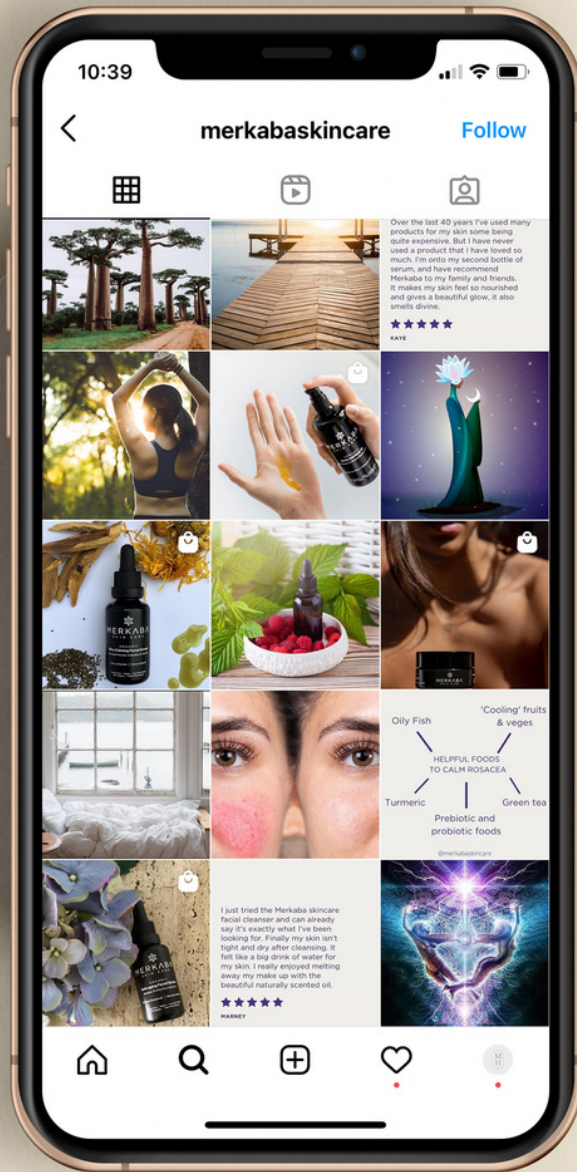 10:39
merkabaskincare
Follow
Over the last 40 years I've used many
products for my skin some being
quite expensive. But I have never
used a product that I have loved so
much. I'm onto my second bottle of
serum, and have recommend
Merkaba to my family and friends.
It makes my skin feel so nourished
and gives a beautiful glow, it also
smells divine.
KAYE
MERKABA
MERKABA
SKIN CARE
ORGANIC
MERKABA
Oily Fish
'Cooling' fruits
& veges
HELPFUL FOODS
TO CALM ROSACEA
Turmeric
Green tea
Prebiotic and
probiotic foods
@merkabaskincare
MERKABA
SKIN CARE
ORGANIC
I just tried the Merkaba skincare
facial cleanser and can already
say it's exactly what I've been
looking for. Finally my skin isn't
tight and dry after cleansing. It
felt like a big drink of water for
my skin. I really enjoyed melting
away my make up with the
beautiful naturally scented oil.
MARNEY